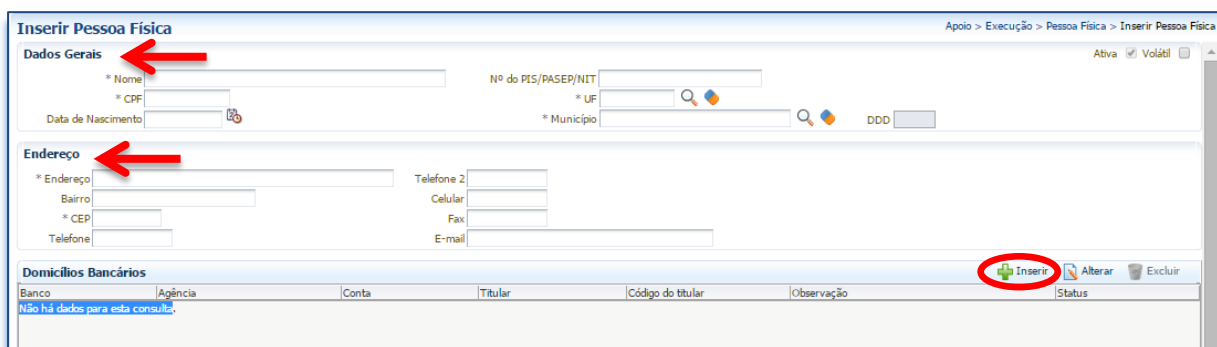 Inserir Pessoa Física Apoio > Execução > Pessoa Física > Inserir Pessoa Física
Dados Gerais Ativa Volátil
* Nome Nº do PIS/PASEP/NIT
* CPF * UF
Data de Nascimento * Município DDD
Endereço
* Endereço Telefone 2
Bairro Celular
* CEP Fax
Telefone E-mail
Domicílios Bancários Inserir Alterar Excluir
Banco Agência Conta Titular Código do titular Observação Status
Não há dados para esta consulta.